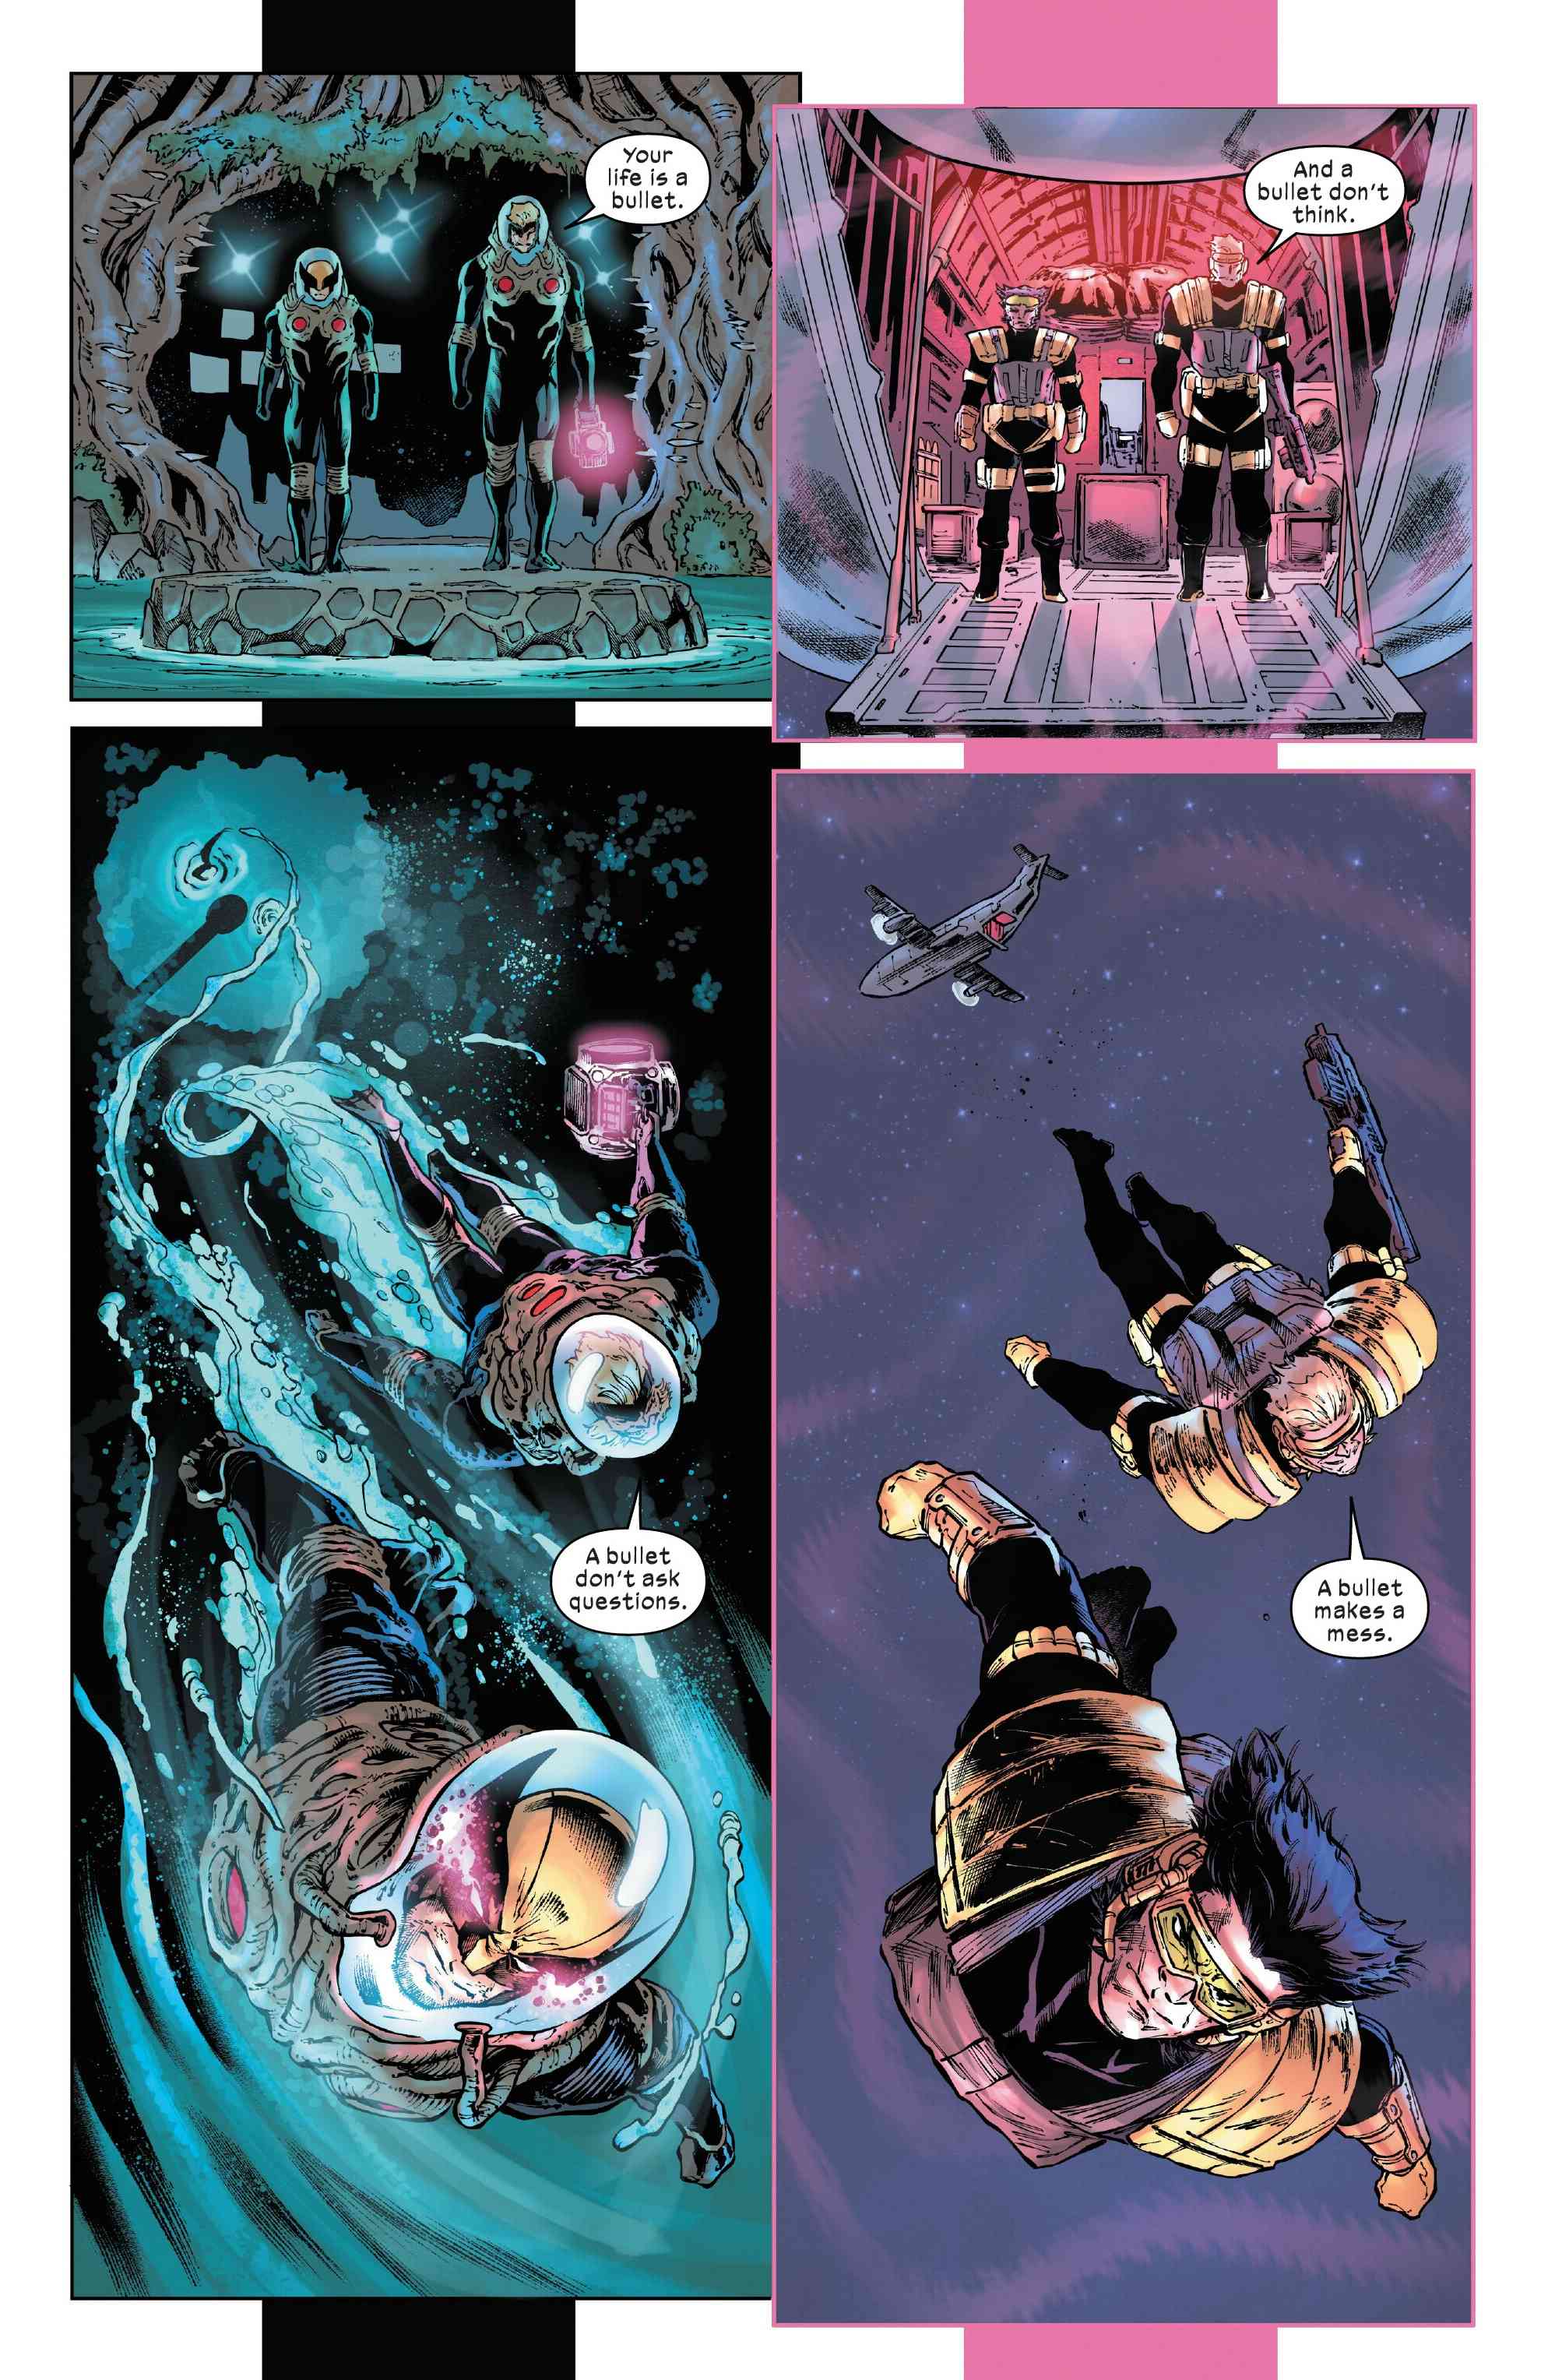 Your
life is a
bullet.
And a
bullet don't
think.
A bullet
don't ask
questions.
A bullet
makes a
mess.